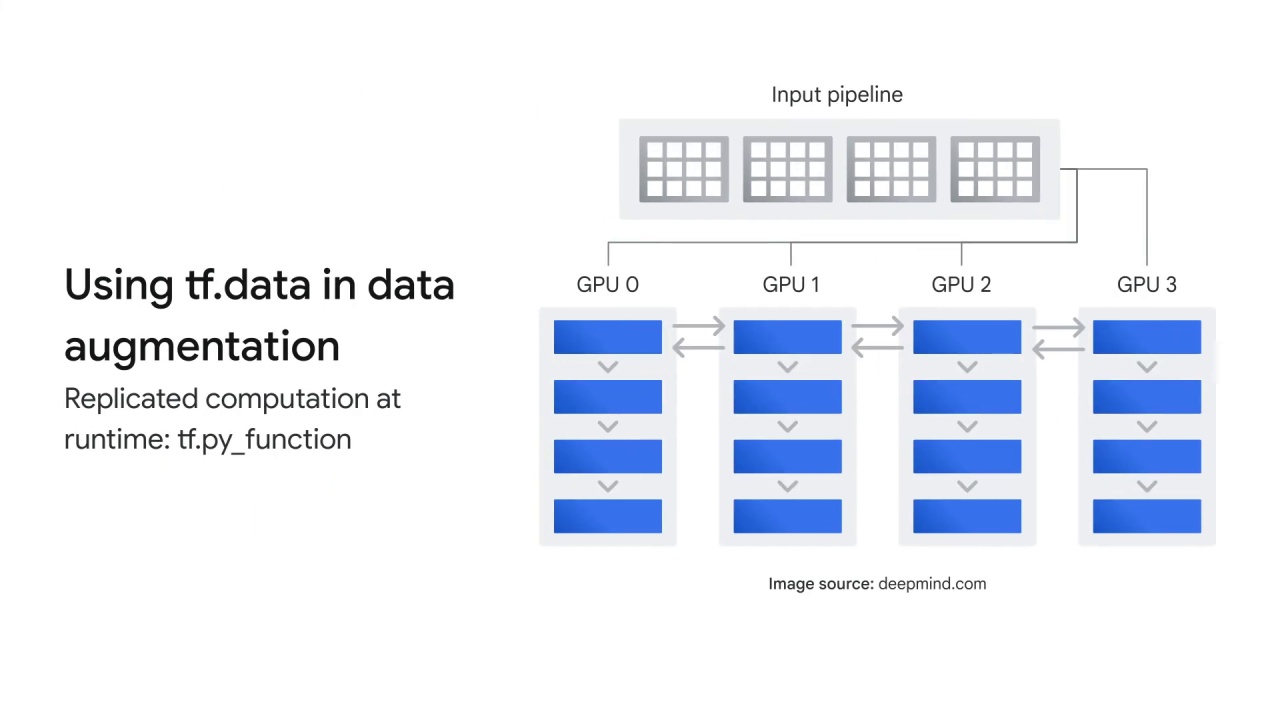 Using tf.data in data
augmentation
Replicated computation at
runtime: tf.py_function
Input pipeline
GPU 0
GPU 1
GPU 2
GPU 3
Image source: deepmind.com